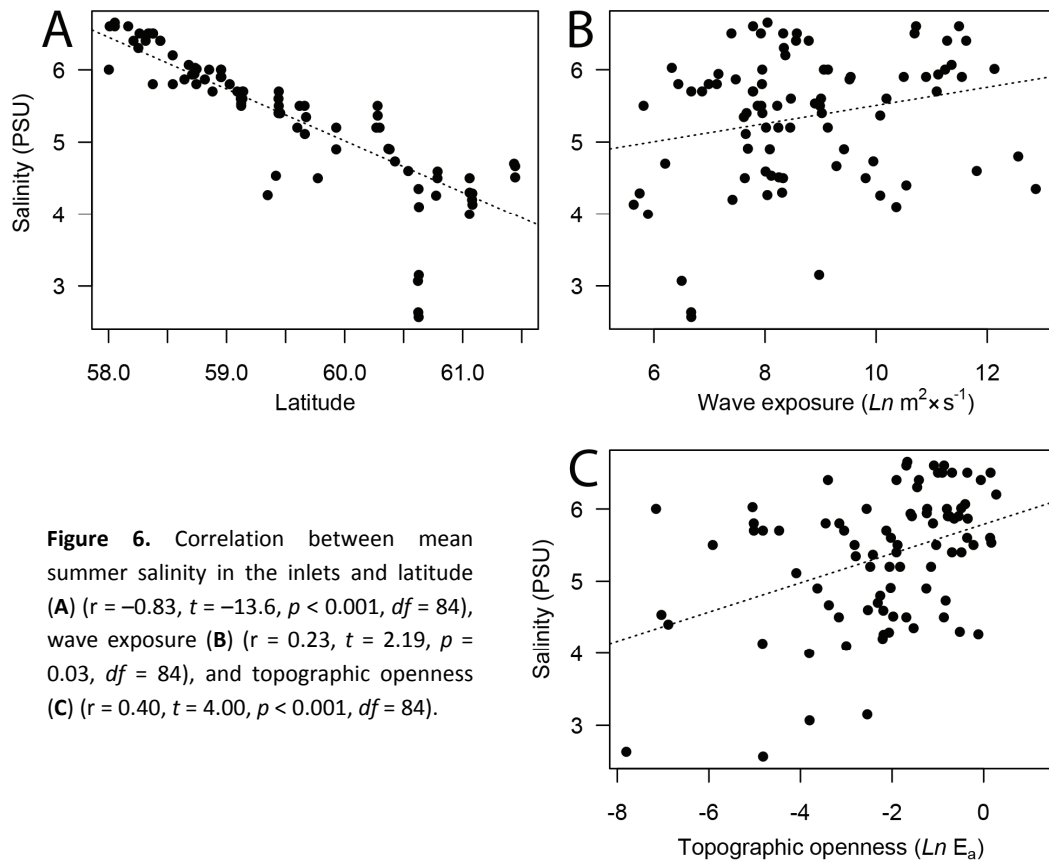 A
Salinity (PSU)
6
5
4
3
58.0 59.0 60.0 61.0
Latitude
B
6
5
4
3
6 8 10 12
Wave exposure (Ln m²×s⁻¹)
C
Salinity (PSU)
6
5
4
3
-8 -6 -4 -2 0
Topographic openness (Ln Eₐ)
Figure 6. Correlation between mean
summer salinity in the inlets and latitude
(A) (r = –0.83, t = –13.6, p < 0.001, df = 84),
wave exposure (B) (r = 0.23, t = 2.19, p =
0.03, df = 84), and topographic openness
(C) (r = 0.40, t = 4.00, p < 0.001, df = 84).